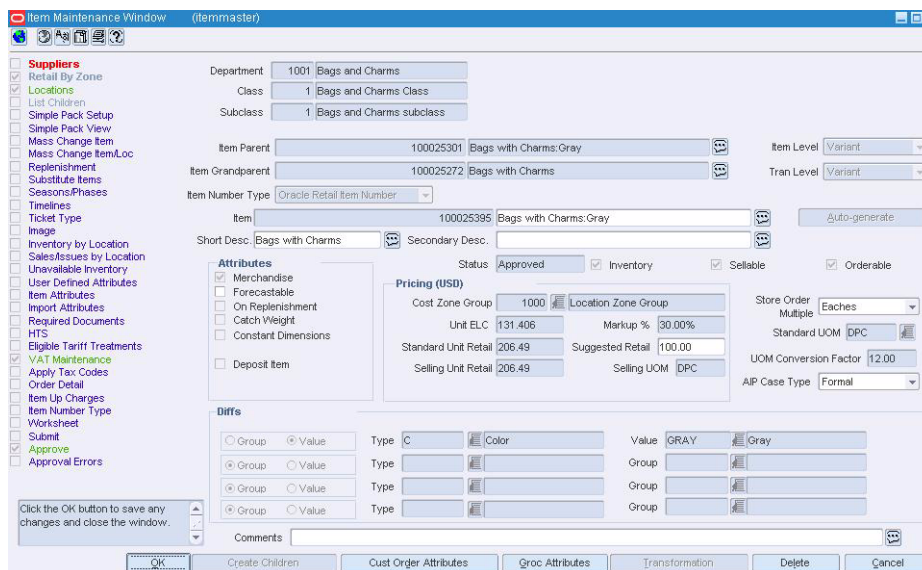 Item Maintenance Window (itemmaster)
Suppliers
Retail By Zone
Locations
List Children
Simple Pack Setup
Simple Pack View
Mass Change Item
Mass Change Item/Loc
Replenishment
Substitute Items
Seasons/Phases
Timelines
Ticket Type
Image
Inventory by Location
Sales/Issues by Location
Unavailable Inventory
User Defined Attributes
Item Attributes
Import Attributes
Required Documents
HTS
Eligible Tariff Treatments
VAT Maintenance
Apply Tax Codes
Order Detail
Item Up Charges
Item Number Type
Worksheet
Submit
Approve
Approval Errors
Click the OK button to save any
changes and close the window.
Department 1001 Bags and Charms
Class 1 Bags and Charms Class
Subclass 1 Bags and Charms subclass
Item Parent 100025301 Bags with Charms:Gray Item Level Variant
Item Grandparent 100025272 Bags with Charms Tran Level Variant
Item Number Type Oracle Retail Item Number
Item 100025395 Bags with Charms:Gray Auto-generate
Short Desc. Bags with Charms Secondary Desc.
Attributes
Merchandise
Forecastable
On Replenishment
Catch Weight
Constant Dimensions
Deposit Item
Status Approved Inventory Sellable Orderable
Pricing (USD)
Cost Zone Group 1000 Location Zone Group
Unit ELC 131.406 Markup % 30.00%
Standard Unit Retail 206.49 Suggested Retail 100.00
Selling Unit Retail 206.49 Selling UOM DPC
Store Order
Multiple Eaches
Standard UOM DPC
UOM Conversion Factor 12.00
AIP Case Type Formal
Diffs
Group Value Type C Color Value GRAY Gray
Group Value Type Group
Group Value Type Group
Group Value Type Group
Comments
OK Create Children Cust Order Attributes Groc Attributes Transformation Delete Cancel